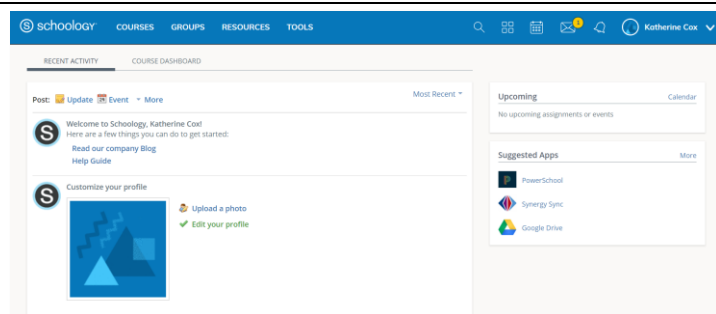 S schoology COURSES GROUPS RESOURCES TOOLS 1 Katherine Cox
RECENT ACTIVITY COURSE DASHBOARD
Post: Update Event More Most Recent
S Welcome to Schoology, Katherine Cox!
Here are a few things you can do to get started:
Read our company Blog
Help Guide
S Customize your profile
Upload a photo
Edit your profile
Upcoming Calendar
No upcoming assignments or events
Suggested Apps More
P PowerSchool
Synergy Sync
Google Drive